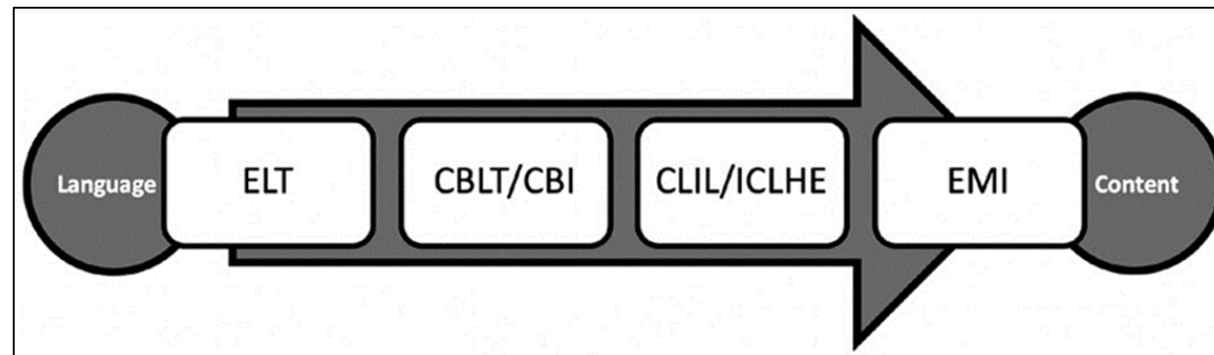 Language
ELT
CBLT/CBI
CLIL/ICLHE
EMI
Content